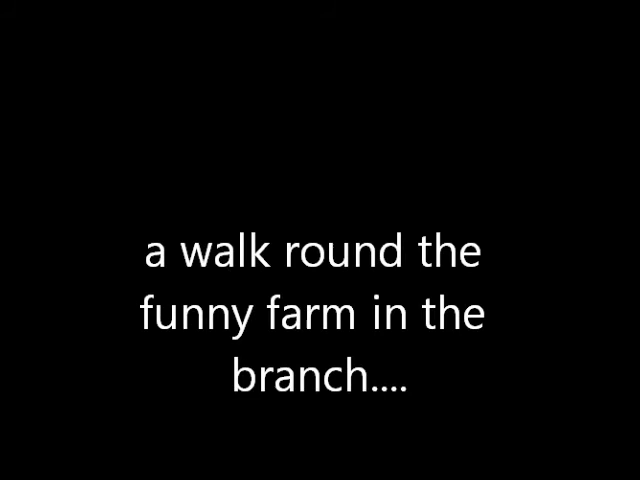 a walk round the
funny farm in the
branch....